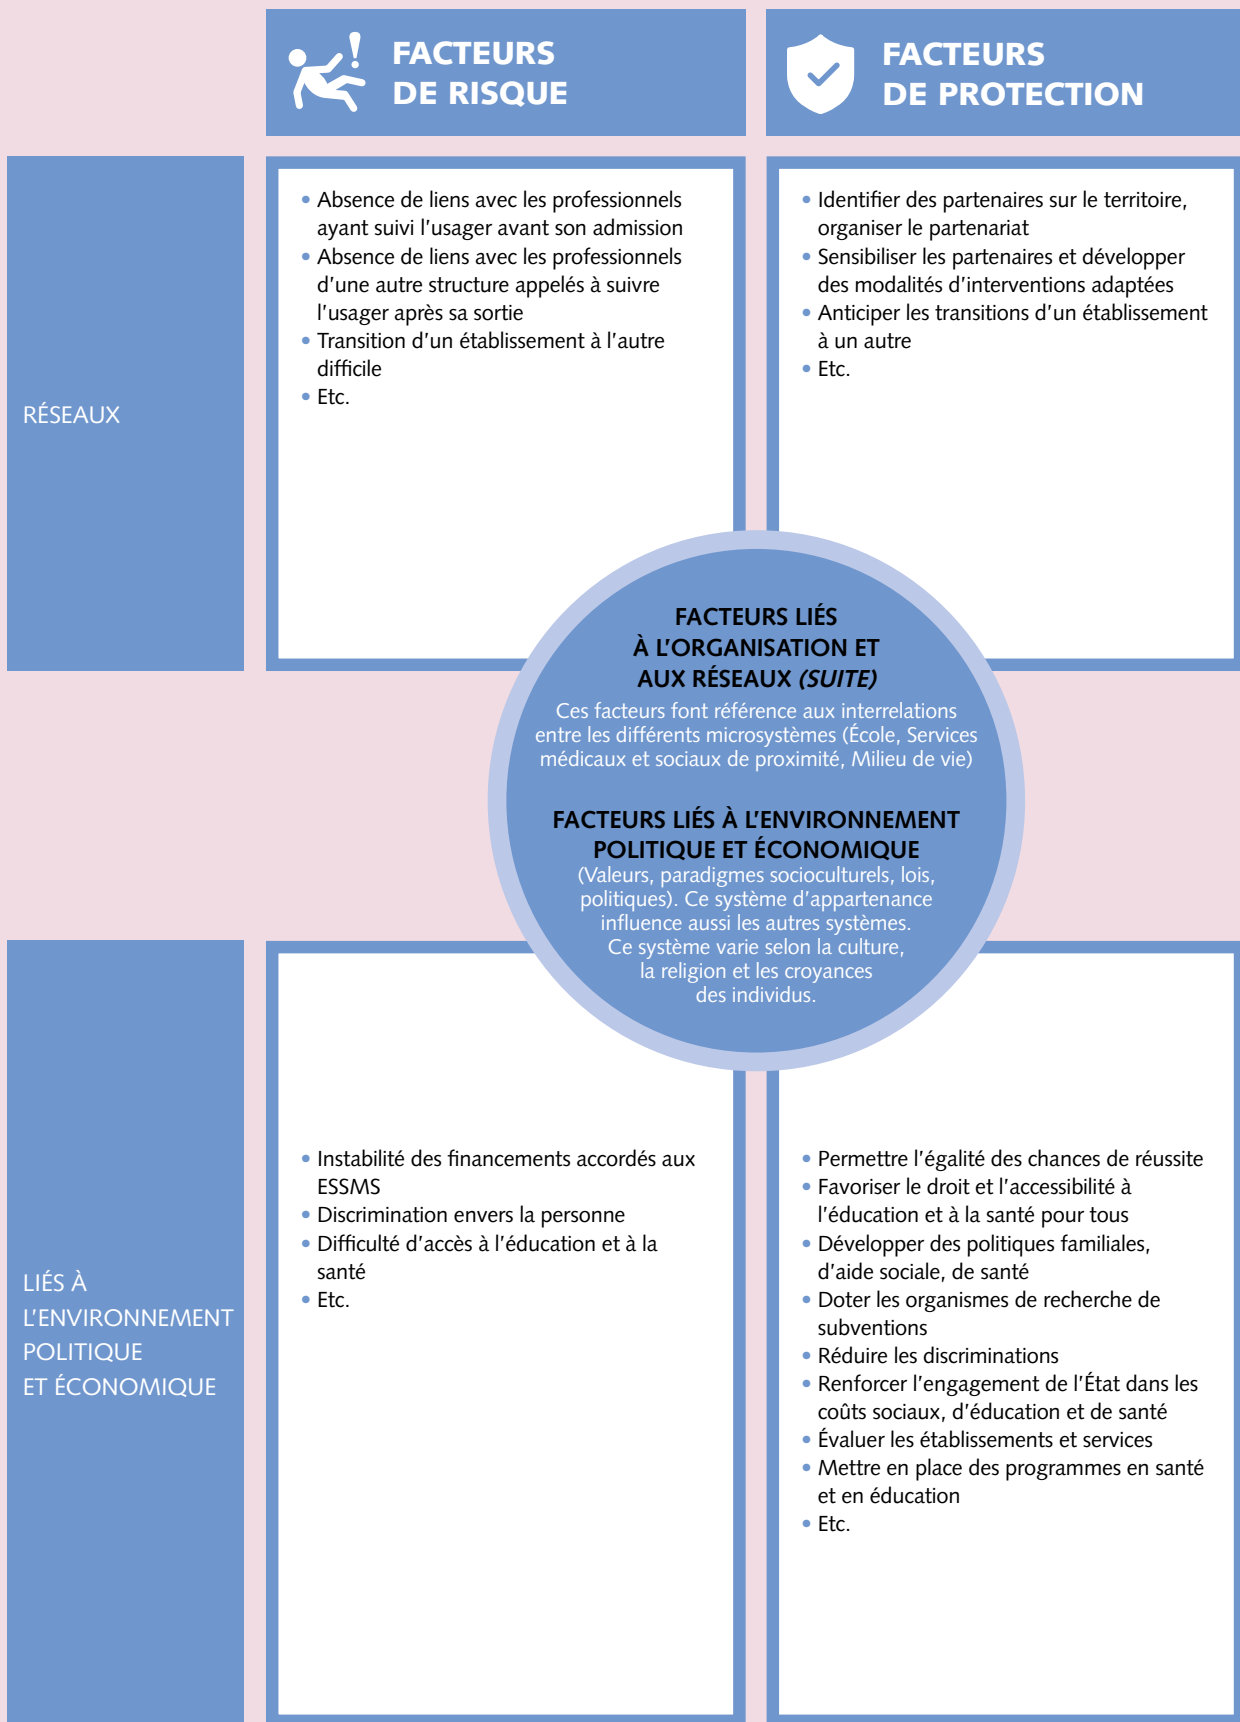 FACTEURS
DE RISQUE
FACTEURS
DE PROTECTION
RÉSEAUX
• Absence de liens avec les professionnels
ayant suivi l'usager avant son admission
• Absence de liens avec les professionnels
d'une autre structure appelés à suivre
l'usager après sa sortie
• Transition d'un établissement à l'autre
difficile
• Etc.
• Identifier des partenaires sur le territoire,
organiser le partenariat
• Sensibiliser les partenaires et développer
des modalités d'interventions adaptées
• Anticiper les transitions d'un établissement
à un autre
• Etc.
FACTEURS LIÉS
À L'ORGANISATION ET
AUX RÉSEAUX (SUITE)
Ces facteurs font référence aux interrelations
entre les différents microsystèmes (École, Services
médicaux et sociaux de proximité, Milieu de vie)
FACTEURS LIÉS À L'ENVIRONNEMENT
POLITIQUE ET ÉCONOMIQUE
(Valeurs, paradigmes socioculturels, lois,
politiques). Ce système d'appartenance
influence aussi les autres systèmes.
Ce système varie selon la culture,
la religion et les croyances
des individus.
LIÉS À
L'ENVIRONNEMENT
POLITIQUE
ET ÉCONOMIQUE
• Instabilité des financements accordés aux
ESSMS
• Discrimination envers la personne
• Difficulté d'accès à l'éducation et à la
santé
• Etc.
• Permettre l'égalité des chances de réussite
• Favoriser le droit et l'accessibilité à
l'éducation et à la santé pour tous
• Développer des politiques familiales,
d'aide sociale, de santé
• Doter les organismes de recherche de
subventions
• Réduire les discriminations
• Renforcer l'engagement de l'État dans les
coûts sociaux, d'éducation et de santé
• Évaluer les établissements et services
• Mettre en place des programmes en santé
et en éducation
• Etc.